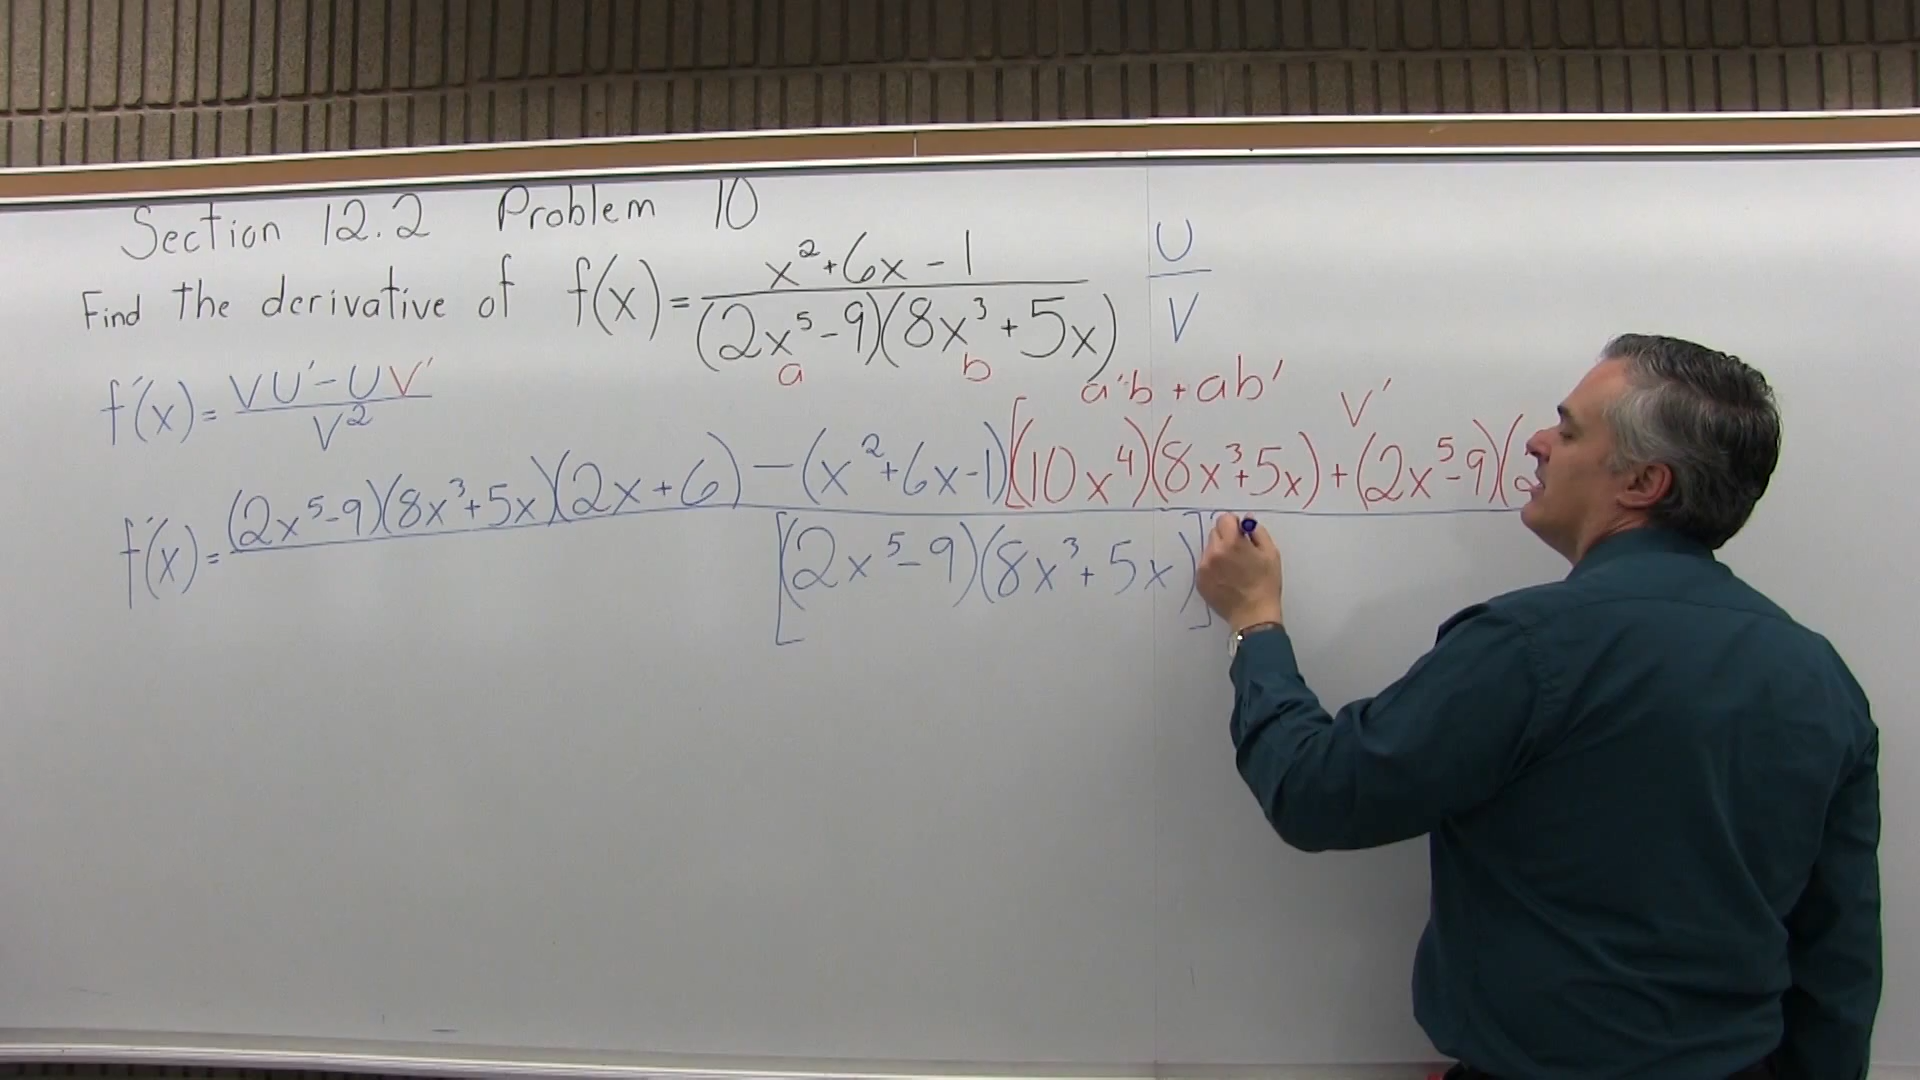 Section 12.2 Problem 10
Find the derivative of f(x) = (x² + 6x - 1) / ((2x⁵ - 9)(8x³ + 5x))
U / V
a b
a'b + ab'
f'(x) = (VU' - UV') / V²
V'
f'(x) = (2x⁵-9)(8x³+5x)(2x+6) - (x²+6x-1)[(10x⁴)(8x³+5x) + (2x⁵-9)(2
[(2x⁵-9)(8x³+5x)]